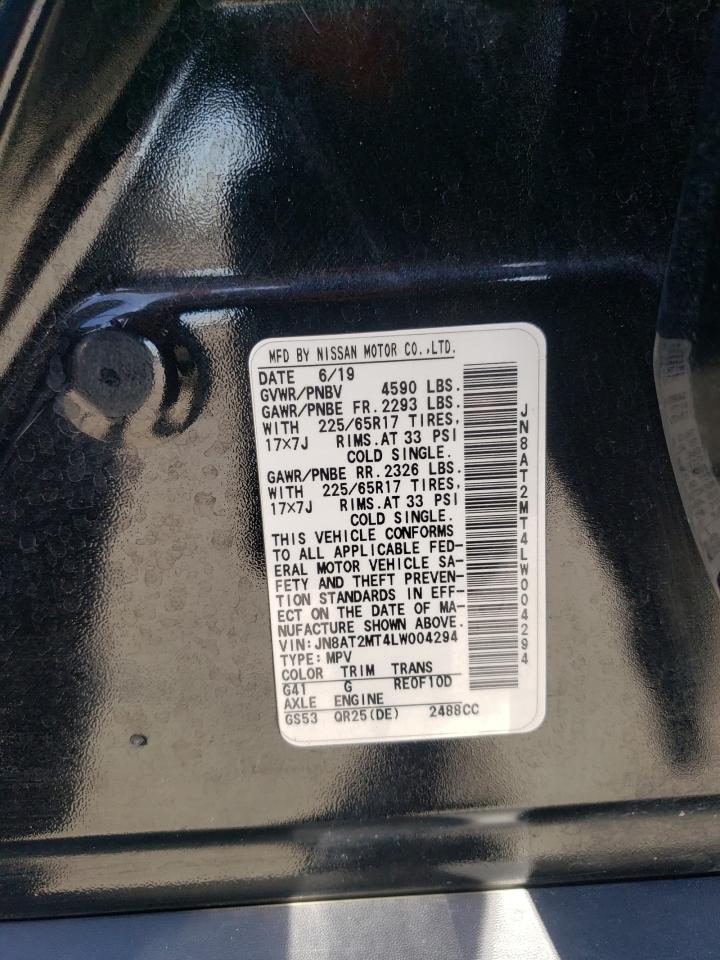 MFD BY NISSAN MOTOR CO.,LTD.
DATE 6/19
GVWR/PNBV 4590 LBS.
GAWR/PNBE FR.2293 LBS.
WITH 225/65R17 TIRES,
17×7J RIMS.AT 33 PSI
COLD SINGLE.
GAWR/PNBE RR.2326 LBS.
WITH 225/65R17 TIRES,
17×7J RIMS.AT 33 PSI
COLD SINGLE.
THIS VEHICLE CONFORMS
TO ALL APPLICABLE FED-
ERAL MOTOR VEHICLE SA-
FETY AND THEFT PREVEN-
TION STANDARDS IN EFF-
ECT ON THE DATE OF MA-
NUFACTURE SHOWN ABOVE.
VIN:JN8AT2MT4LW004294
TYPE:MPV
COLOR TRIM TRANS
G41 G RE0F10D
AXLE ENGINE
GS53 QR25(DE) 2488CC
JN8AT2MT4LW004294